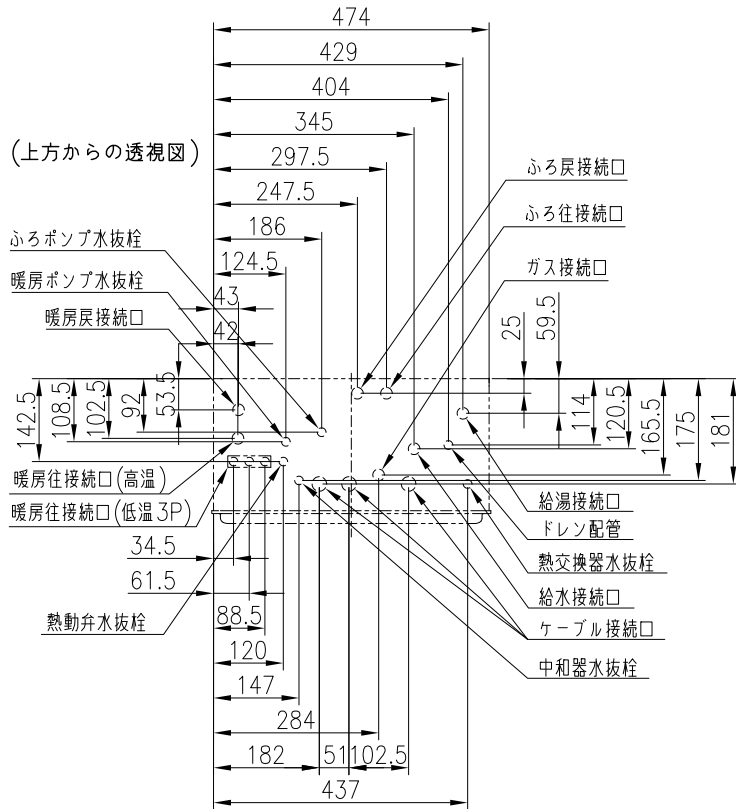 474
429
404
345
(上方からの透視図)
297.5
ふろ戻接続口
247.5
ふろ往接続口
186
ふろポンプ水抜栓
124.5
ガス接続口
暖房ポンプ水抜栓
43
暖房戻接続口
42
25
59.5
142.5
108.5
102.5
92
53.5
114
120.5
165.5
175
181
暖房往接続口(高温)
暖房往接続口(低温3P)
給湯接続口
ドレン配管
34.5
熱交換器水抜栓
61.5
給水接続口
88.5
熱動弁水抜栓
ケーブル接続口
120
中和器水抜栓
147
284
182
51
102.5
437